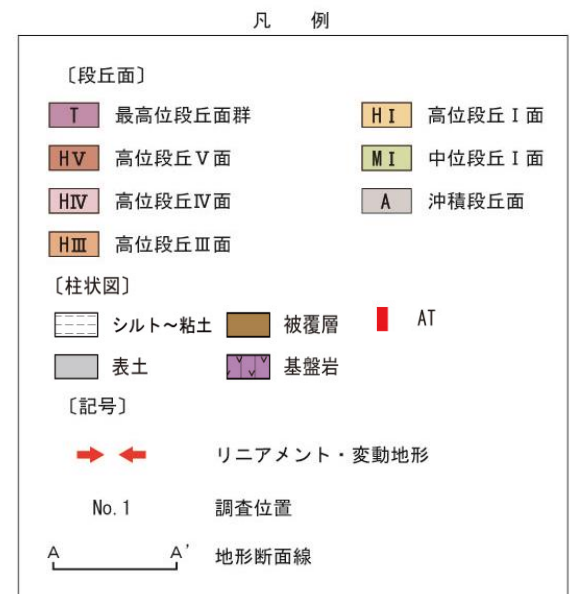 凡　例
〔段丘面〕
T 最高位段丘面群
HⅤ 高位段丘Ⅴ面
HⅣ 高位段丘Ⅳ面
HⅢ 高位段丘Ⅲ面
HⅠ 高位段丘Ⅰ面
MⅠ 中位段丘Ⅰ面
A 沖積段丘面
〔柱状図〕
シルト～粘土 被覆層 AT
表土 基盤岩
〔記号〕
リニアメント・変動地形
No.1 調査位置
A A' 地形断面線